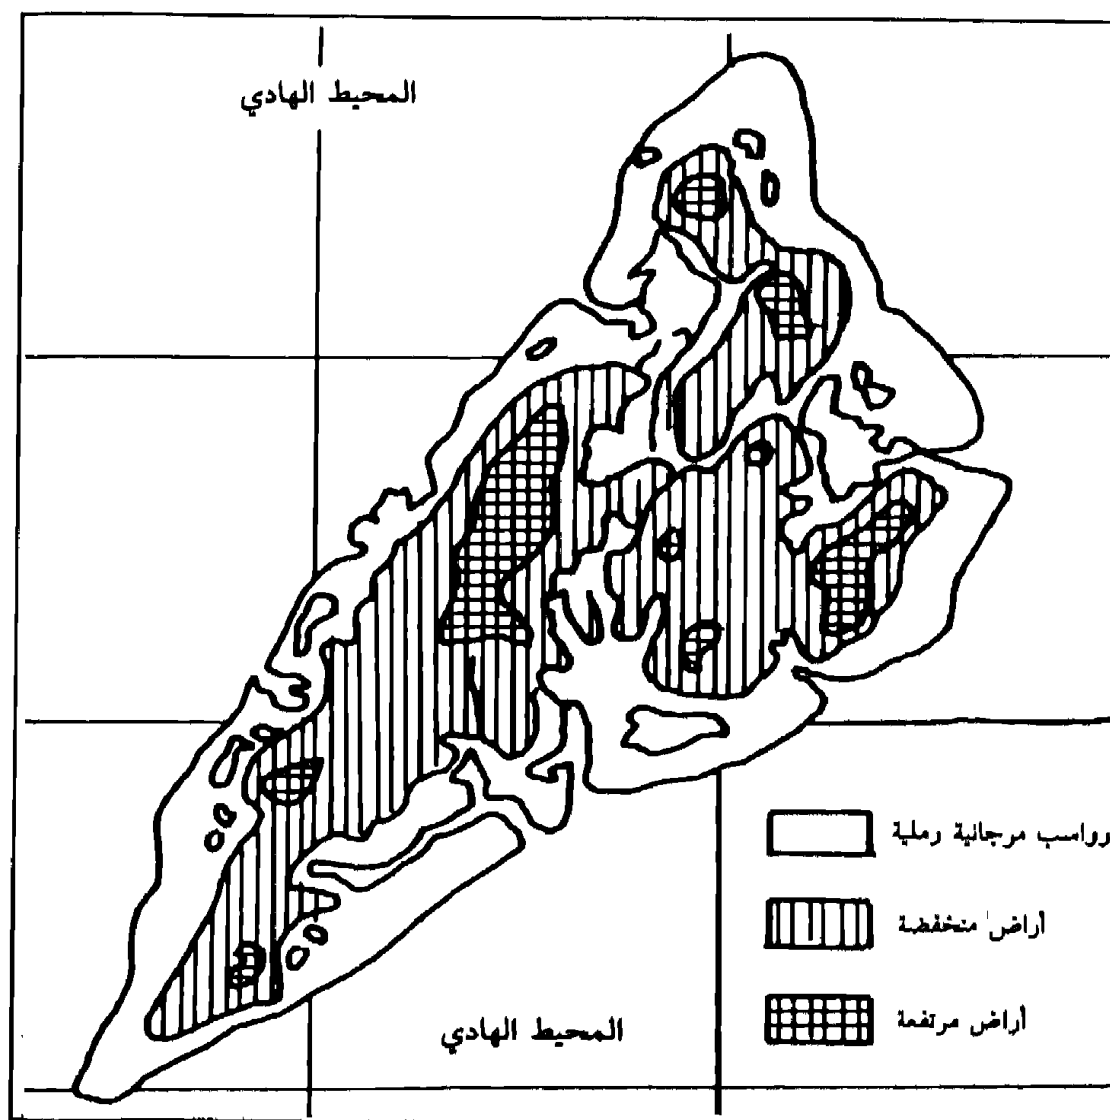 المحيط الهادي
رواسب مرجانية رملية
أراض منخفضة
أراض مرتفعة
المحيط الهادي